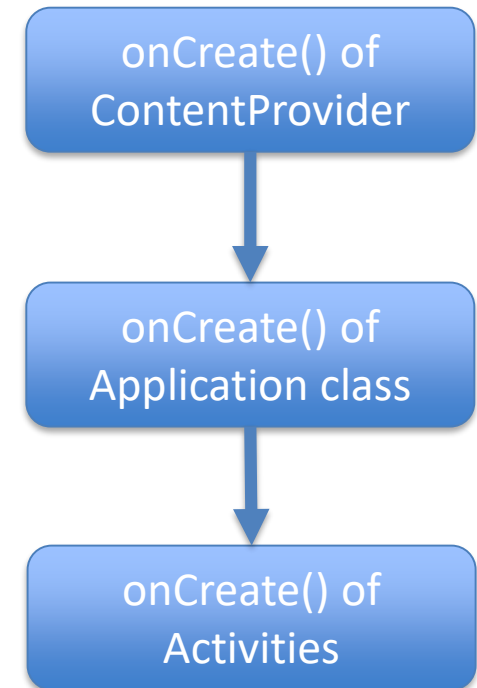 onCreate() of
ContentProvider
onCreate() of
Application class
onCreate() of
Activities